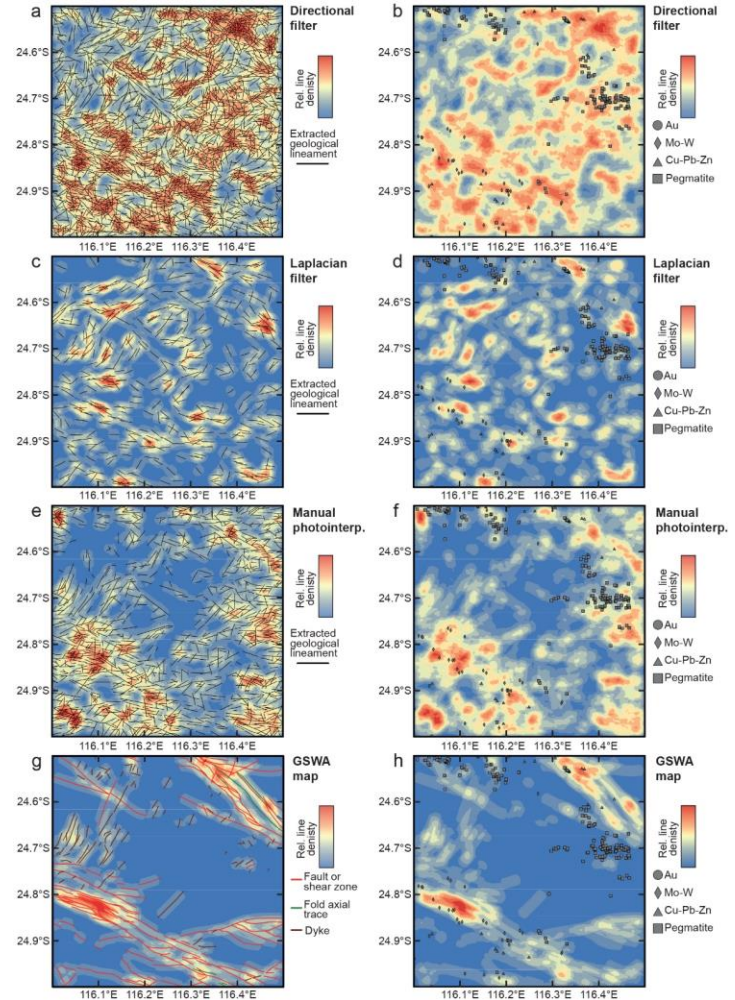 a
Directional
filter
24.6°S
24.7°S
24.8°S
24.9°S
Rel. line
denisty
Extracted
geological
lineament
116.1°E 116.2°E 116.3°E 116.4°E
b
Directional
filter
24.6°S
24.7°S
24.8°S
24.9°S
Rel. line
denisty
Au
Mo-W
Cu-Pb-Zn
Pegmatite
116.1°E 116.2°E 116.3°E 116.4°E
c
Laplacian
filter
24.6°S
24.7°S
24.8°S
24.9°S
Rel. line
denisty
Extracted
geological
lineament
116.1°E 116.2°E 116.3°E 116.4°E
d
Laplacian
filter
24.6°S
24.7°S
24.8°S
24.9°S
Rel. line
denisty
Au
Mo-W
Cu-Pb-Zn
Pegmatite
116.1°E 116.2°E 116.3°E 116.4°E
e
Manual
photointerp.
24.6°S
24.7°S
24.8°S
24.9°S
Rel. line
denisty
Extracted
geological
lineament
116.1°E 116.2°E 116.3°E 116.4°E
f
Manual
photointerp.
24.6°S
24.7°S
24.8°S
24.9°S
Rel. line
denisty
Au
Mo-W
Cu-Pb-Zn
Pegmatite
116.1°E 116.2°E 116.3°E 116.4°E
g
GSWA
map
24.6°S
24.7°S
24.8°S
24.9°S
Rel. line
denisty
Fault or
shear zone
Fold axial
trace
Dyke
116.1°E 116.2°E 116.3°E 116.4°E
h
GSWA
map
24.6°S
24.7°S
24.8°S
24.9°S
Rel. line
denisty
Au
Mo-W
Cu-Pb-Zn
Pegmatite
116.1°E 116.2°E 116.3°E 116.4°E